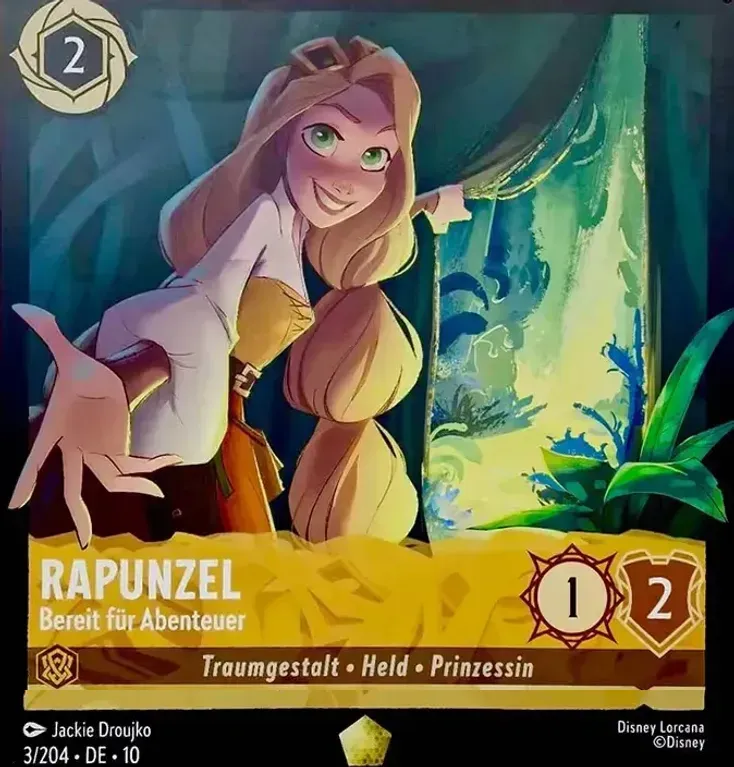 2
RAPUNZEL
Bereit für Abenteuer
1 2
Traumgestalt • Held • Prinzessin
Jackie Droujko
3/204 • DE • 10
Disney Lorcana
©Disney